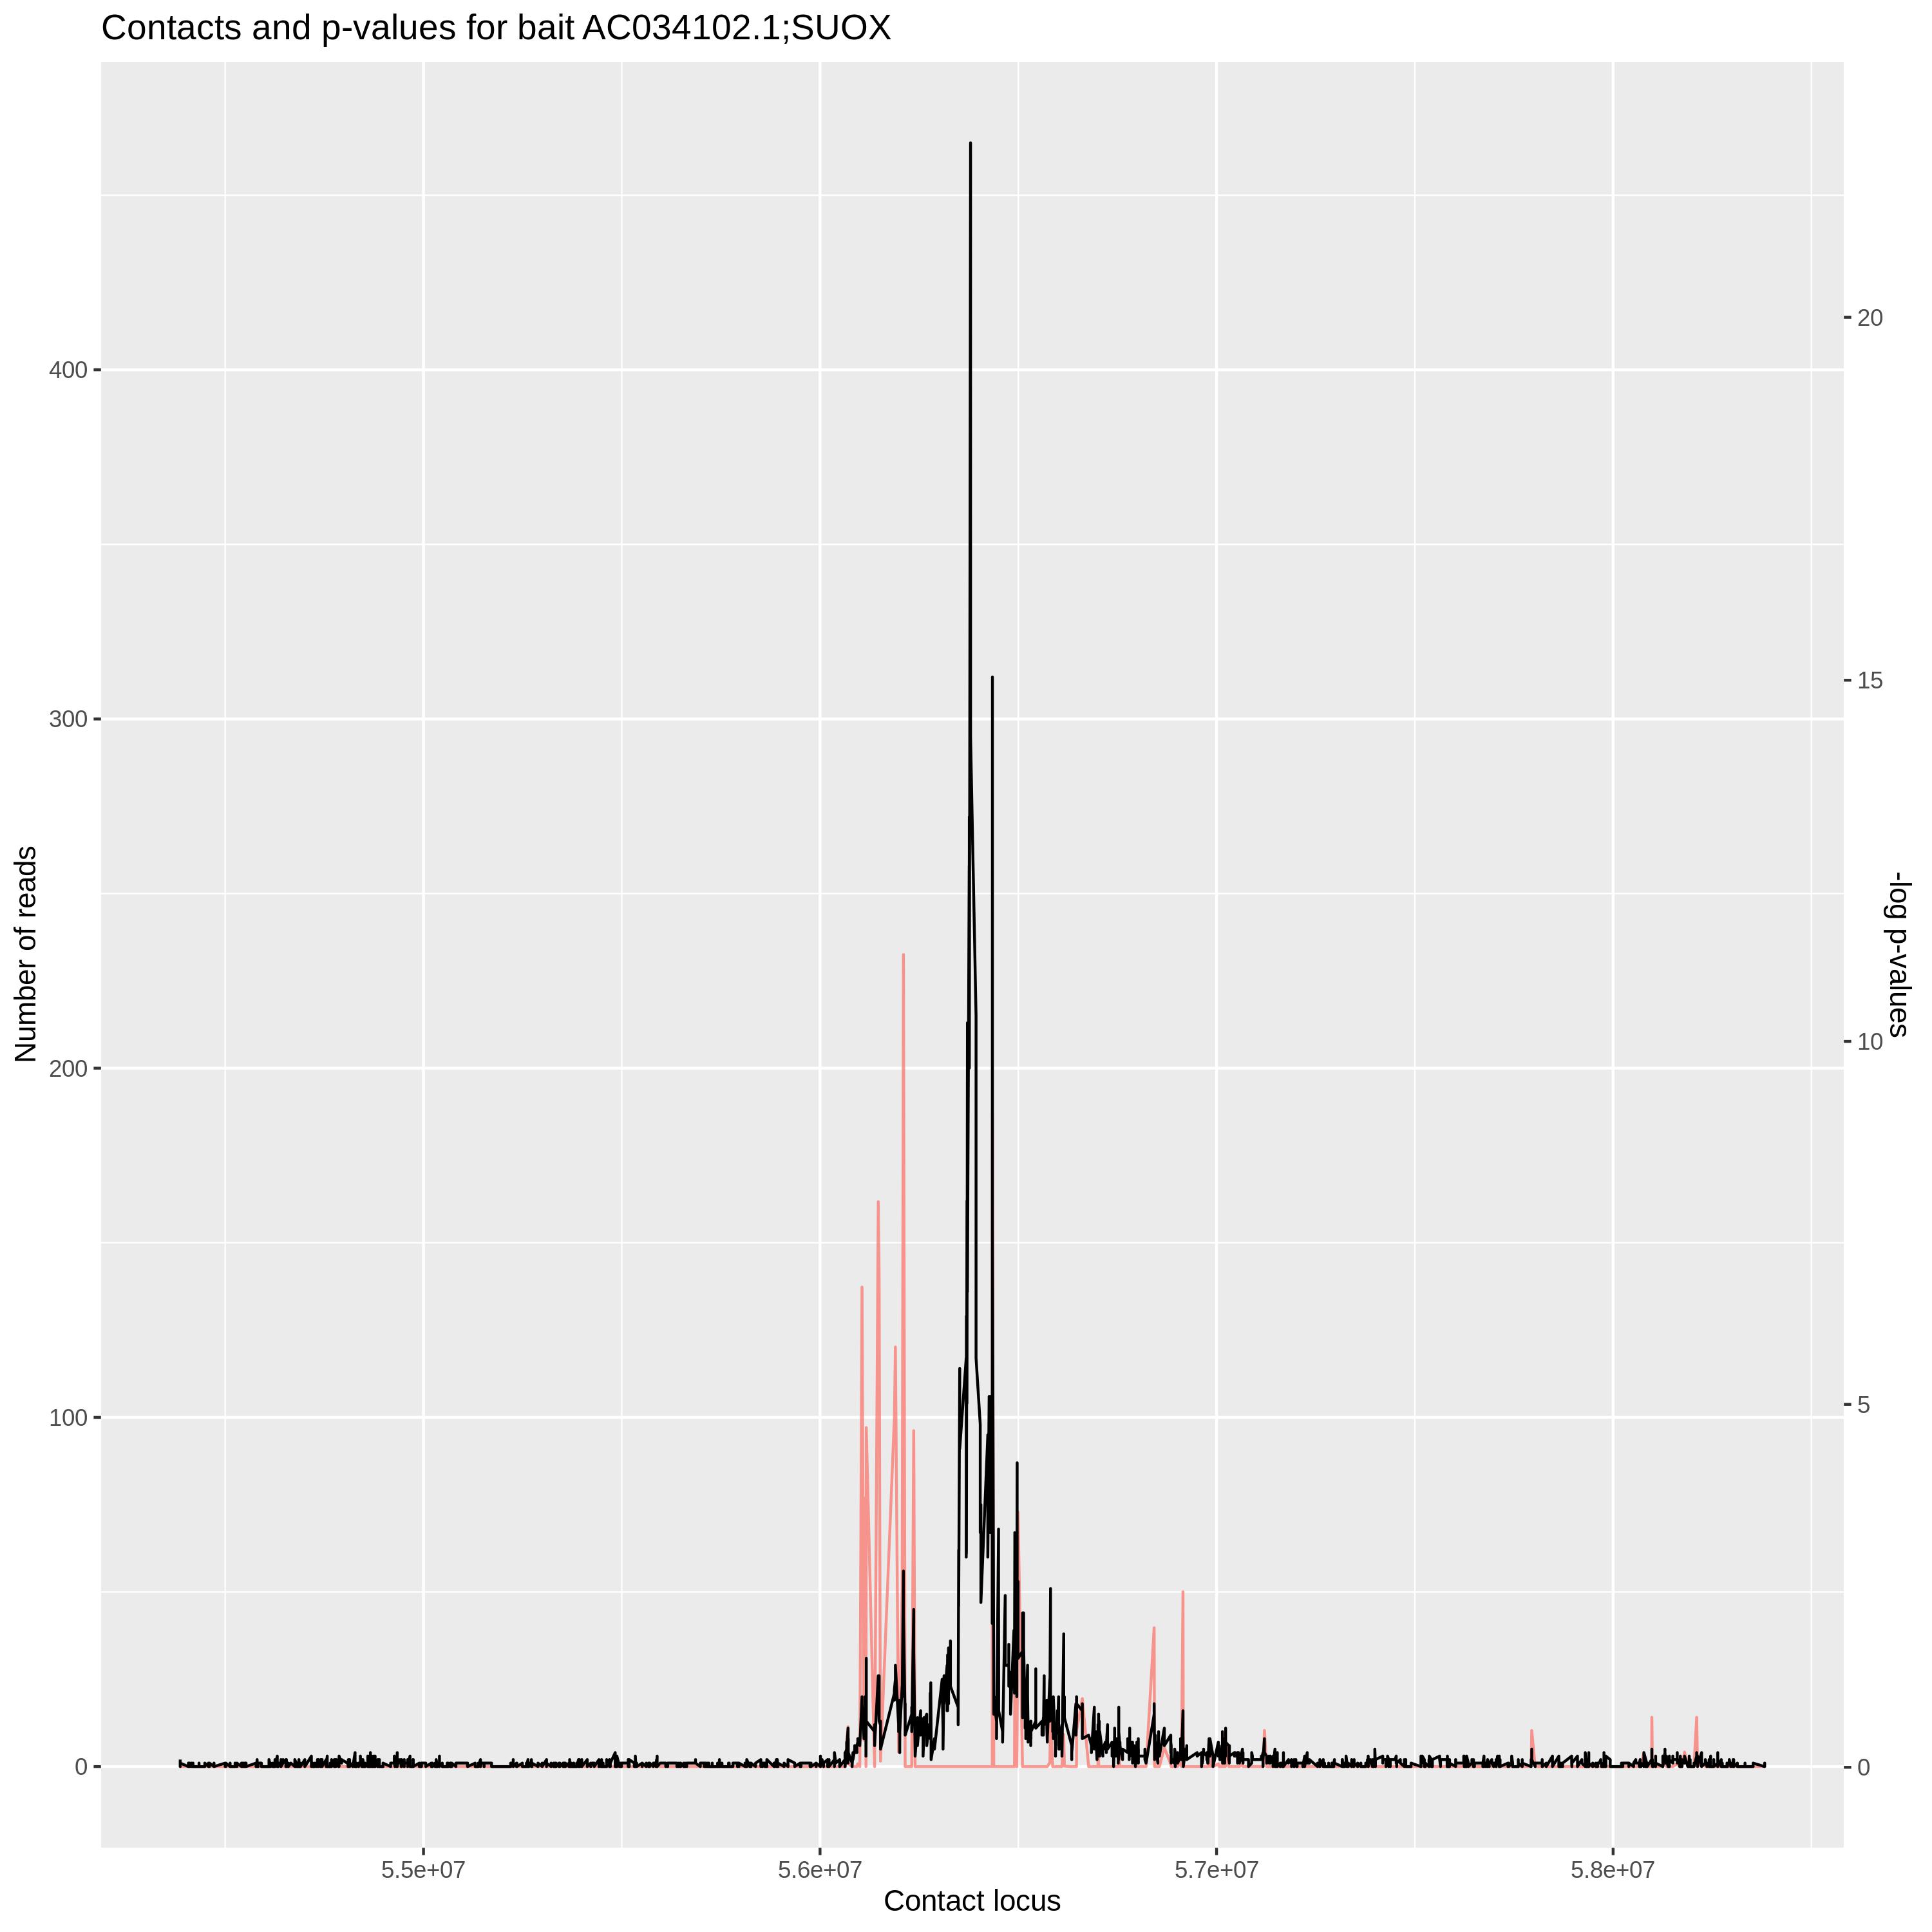 Contacts and p-values for bait AC034102.1;SUOX
Number of reads
400
300
200
100
0
20
15
10
5
0
-log p-values
5.5e+07 5.6e+07 5.7e+07 5.8e+07
Contact locus